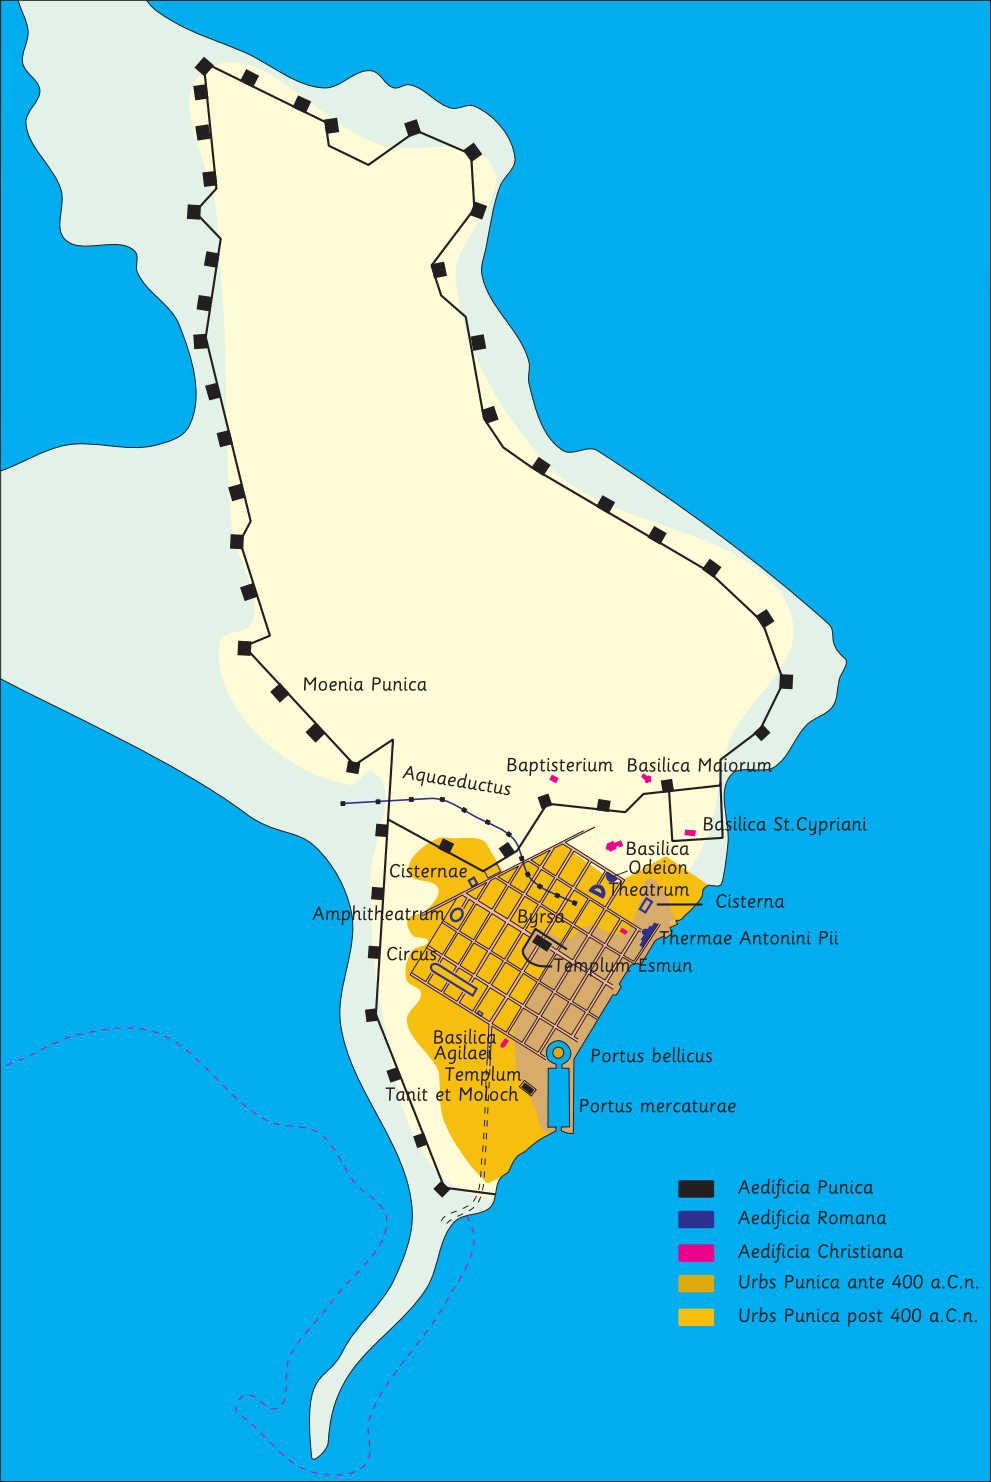 Moenia Punica
Baptisterium
Basilica Maiorum
Aquaeductus
Basilica St.Cypriani
Basilica
Odeion
Cisternae
Theatrum
Cisterna
Amphitheatrum
Byrsa
Thermae Antonini Pii
Circus
Templum Esmun
Basilica
Agilaei
Portus bellicus
Templum
Tanit et Moloch
Portus mercaturae
Aedificia Punica
Aedificia Romana
Aedificia Christiana
Urbs Punica ante 400 a.C.n.
Urbs Punica post 400 a.C.n.